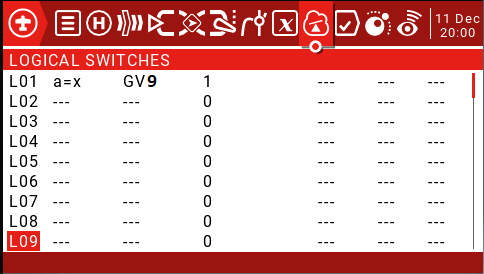 11 Dec
20:00
LOGICAL SWITCHES
L01 a=x GV9 1 --- --- ---
L02 --- --- 0 --- --- ---
L03 --- --- 0 --- --- ---
L04 --- --- 0 --- --- ---
L05 --- --- 0 --- --- ---
L06 --- --- 0 --- --- ---
L07 --- --- 0 --- --- ---
L08 --- --- 0 --- --- ---
L09 --- --- 0 --- --- ---